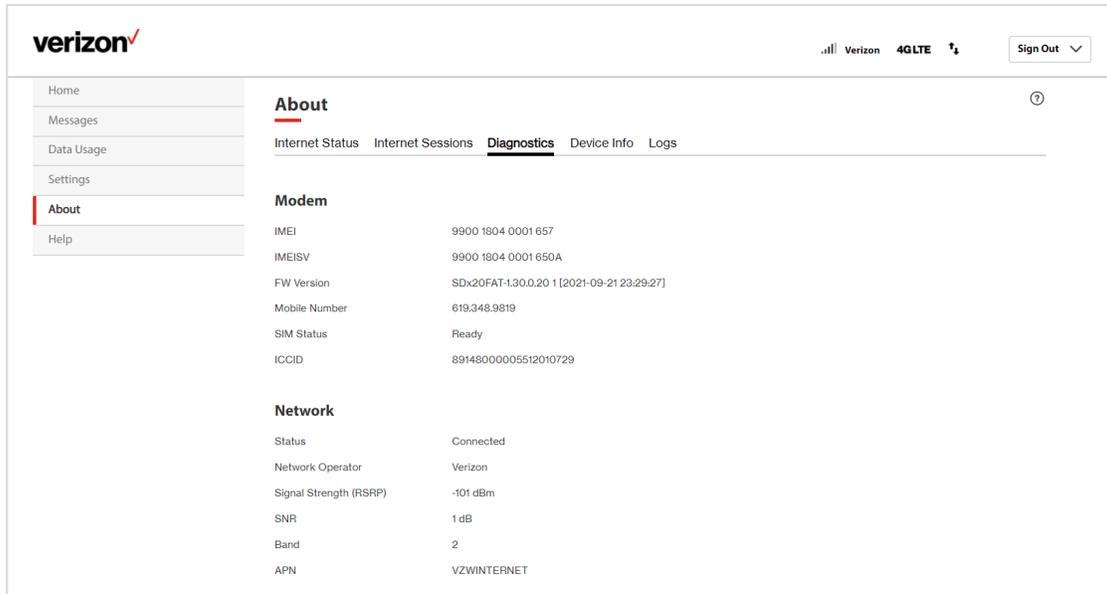 verizon
Verizon 4G LTE Sign Out
Home
Messages
Data Usage
Settings
About
Help
About
?
Internet Status Internet Sessions Diagnostics Device Info Logs
Modem
IMEI 9900 1804 0001 657
IMEISV 9900 1804 0001 650A
FW Version SDx20FAT-1.30.0.20 1 [2021-09-21 23:29:27]
Mobile Number 619.348.9819
SIM Status Ready
ICCID 89148000005512010729
Network
Status Connected
Network Operator Verizon
Signal Strength (RSRP) -101 dBm
SNR 1 dB
Band 2
APN VZWINTERNET